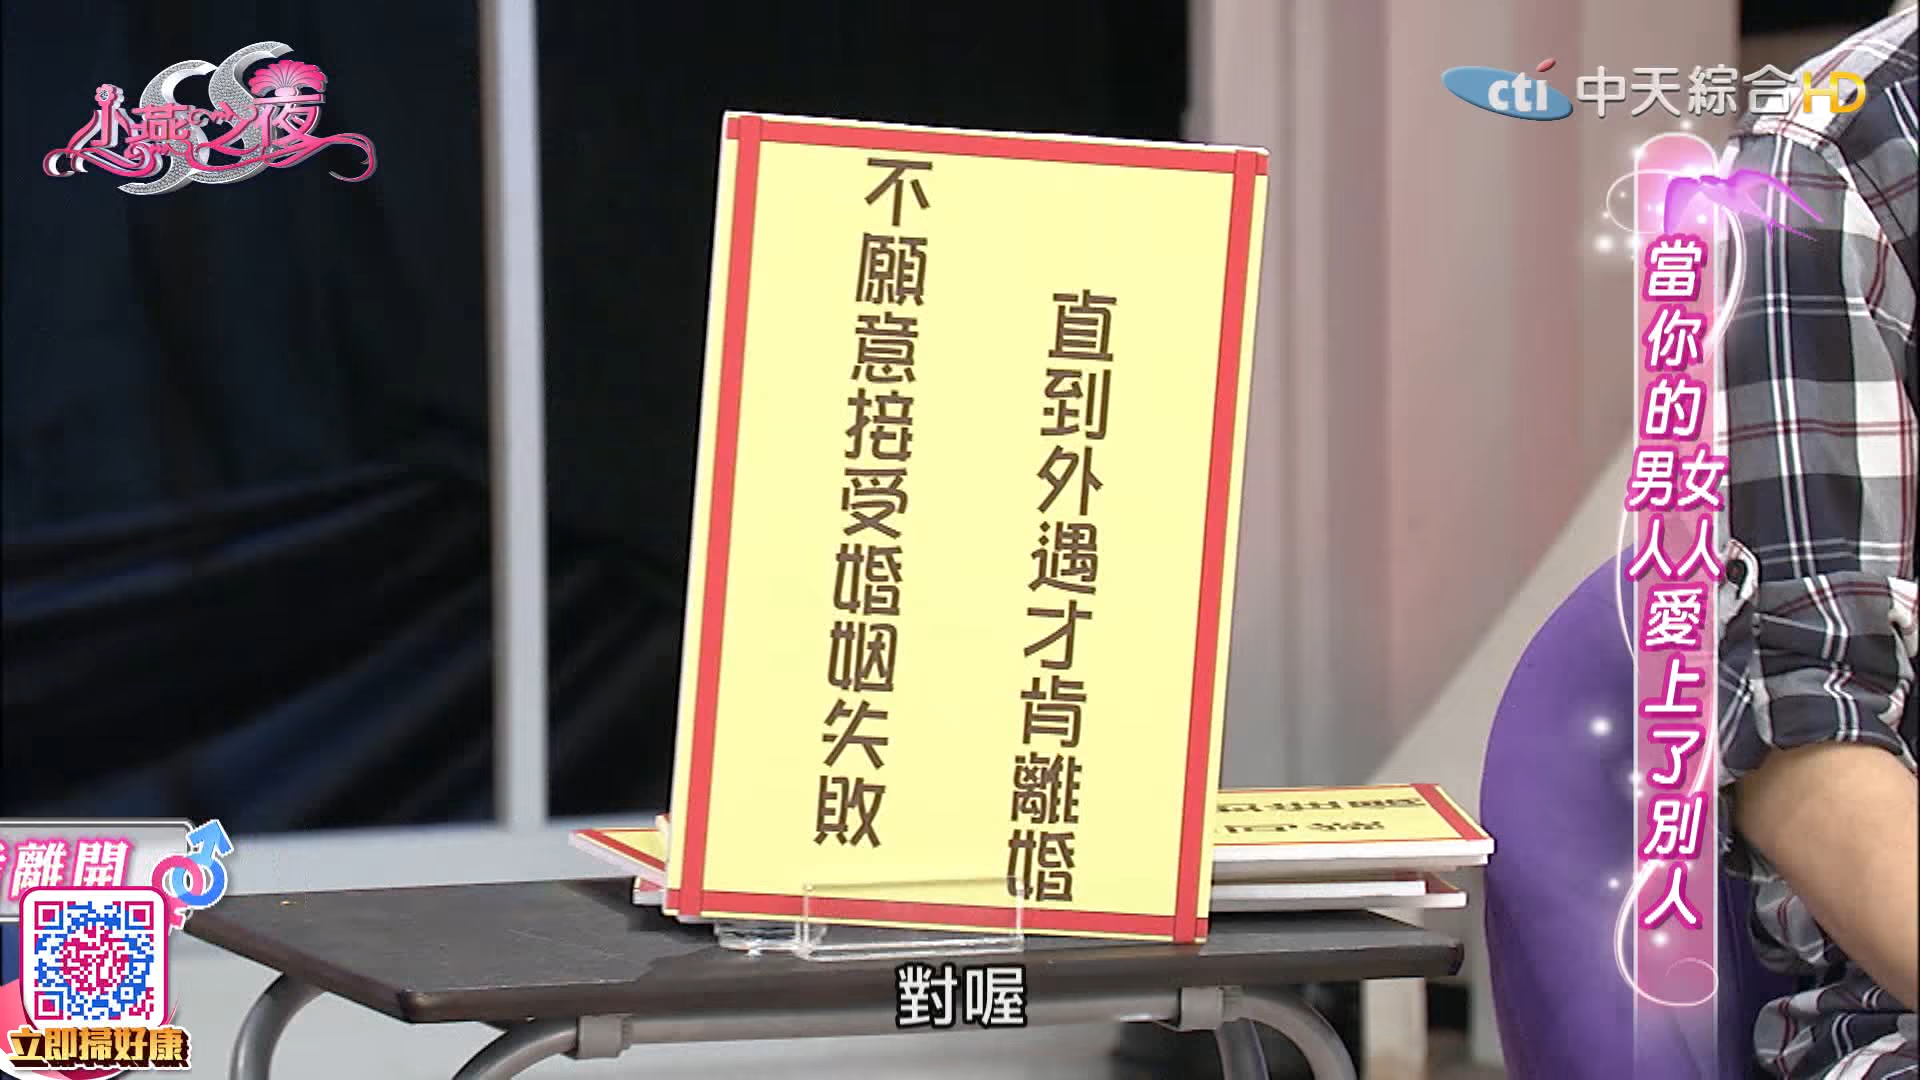 小燕之夜
SS
cti 中天綜合HD
不願意接受婚姻失敗
直到外遇才肯離婚
當你的男人女人愛上了別人
離開
立即掃好康
對喔